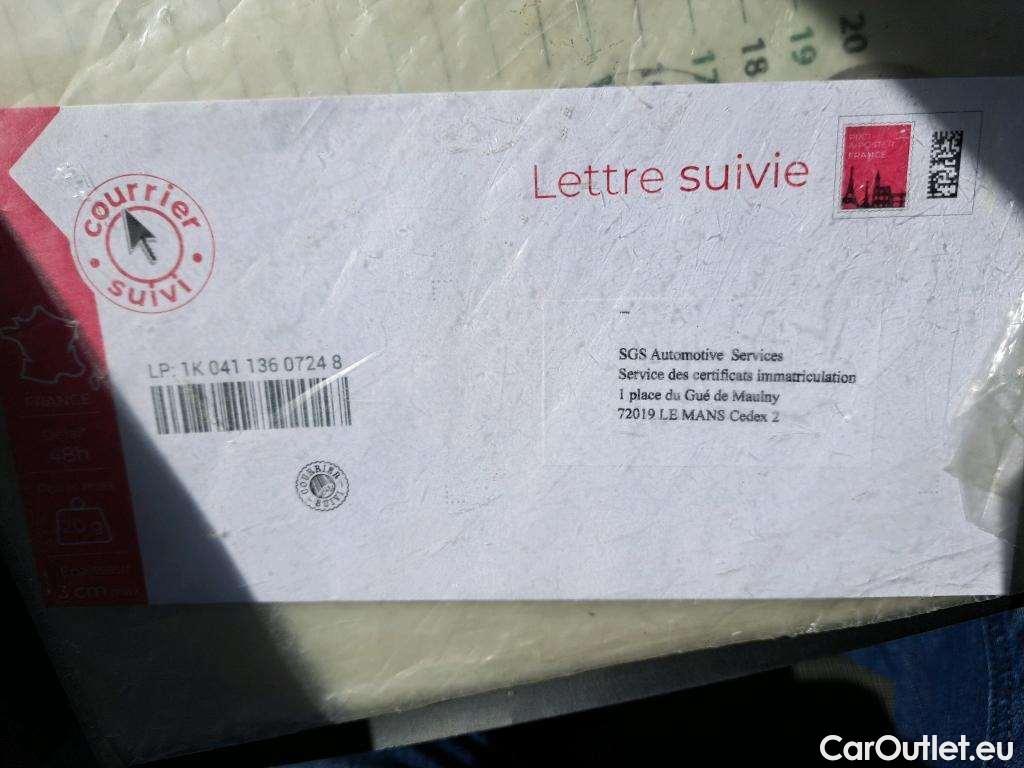 20
19
18
17
Lettre suivie
courrier
suivi
LP: 1K 041 136 0724 8
SGS Automotive Services
Service des certificats immatriculation
1 place du Gué de Maulny
72019 LE MANS Cedex 2
FRANCE
48h
20 g
3 cm max
CarOutlet.eu